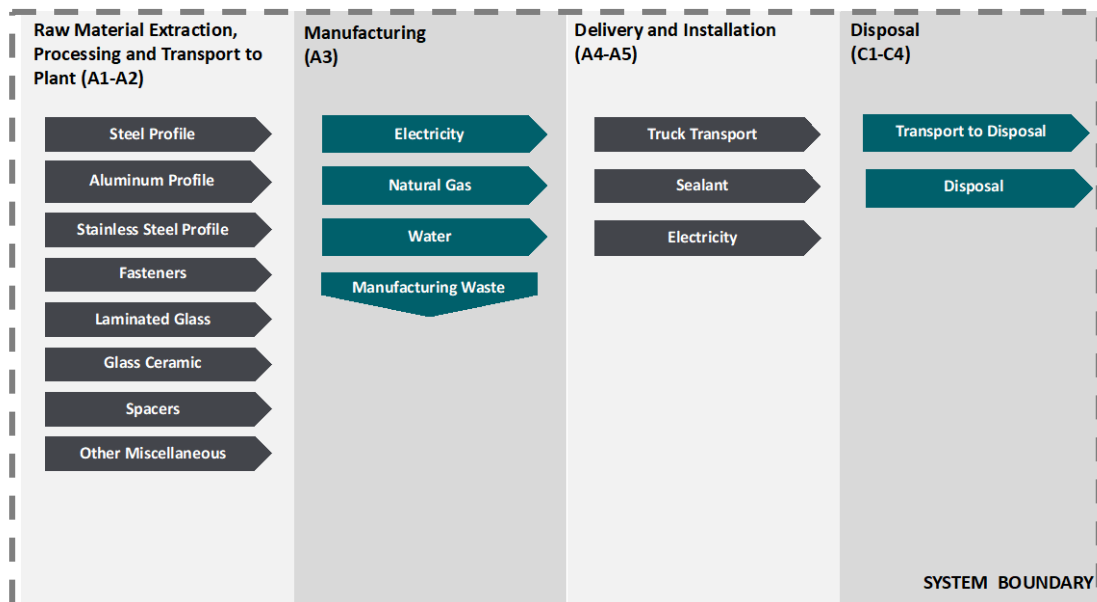 Raw Material Extraction,
Processing and Transport to
Plant (A1-A2)
Steel Profile
Aluminum Profile
Stainless Steel Profile
Fasteners
Laminated Glass
Glass Ceramic
Spacers
Other Miscellaneous
Manufacturing
(A3)
Electricity
Natural Gas
Water
Manufacturing Waste
Delivery and Installation
(A4-A5)
Truck Transport
Sealant
Electricity
Disposal
(C1-C4)
Transport to Disposal
Disposal
SYSTEM BOUNDARY